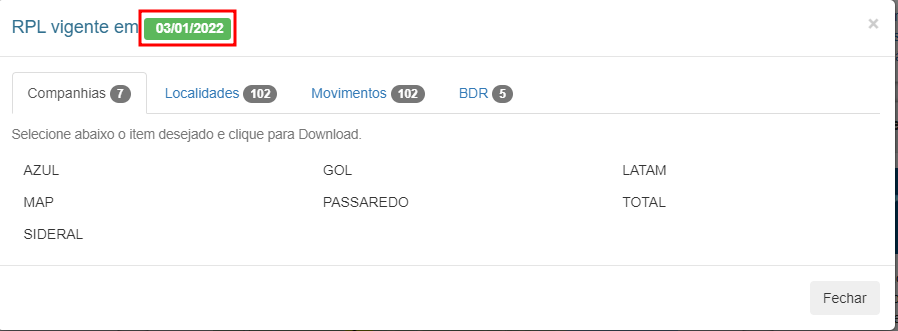 RPL vigente em 03/01/2022 ×
Companhias 7 Localidades 102 Movimentos 102 BDR 5
Selecione abaixo o item desejado e clique para Download.
AZUL GOL LATAM
MAP PASSAREDO TOTAL
SIDERAL
Fechar